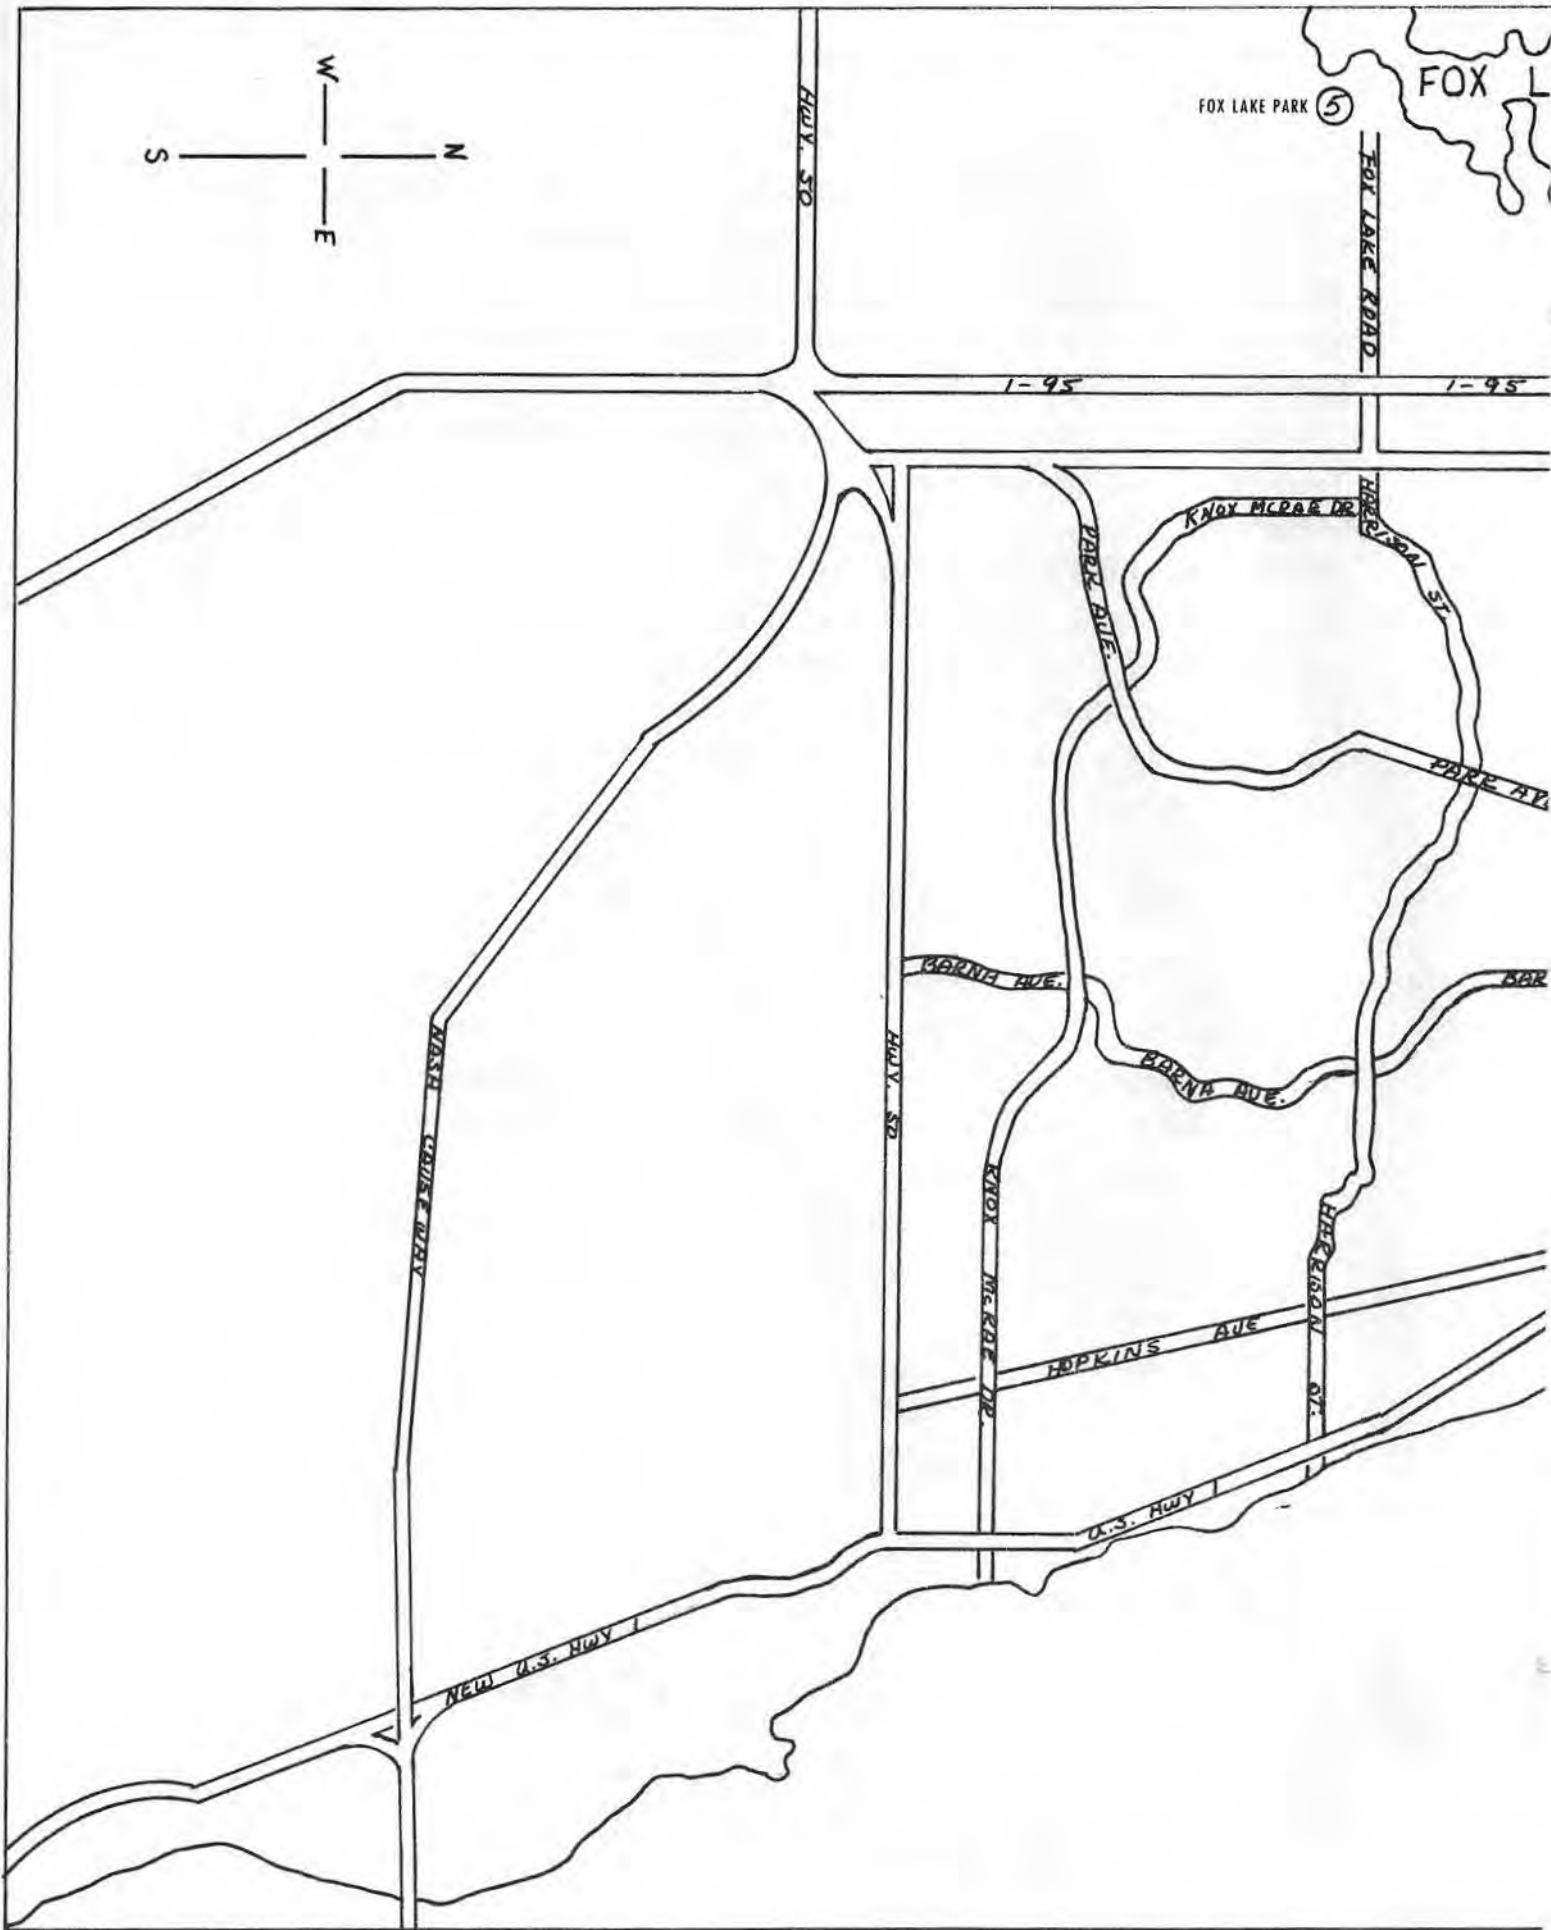 W
S
N
E
HWY. 50
FOX L
FOX LAKE PARK 5
FOX LAKE ROAD
I-95
I-95
KNOX MCRAE DR
HARRISON ST.
PARK AVE.
PARK AV
BARNA AVE.
BAR
BARNA AVE.
HWY. 50
NASA CAUSEWAY
KNOX McRAE DR.
HARRISON ST.
HOPKINS AVE
U.S. HWY 1
NEW U.S. HWY 1